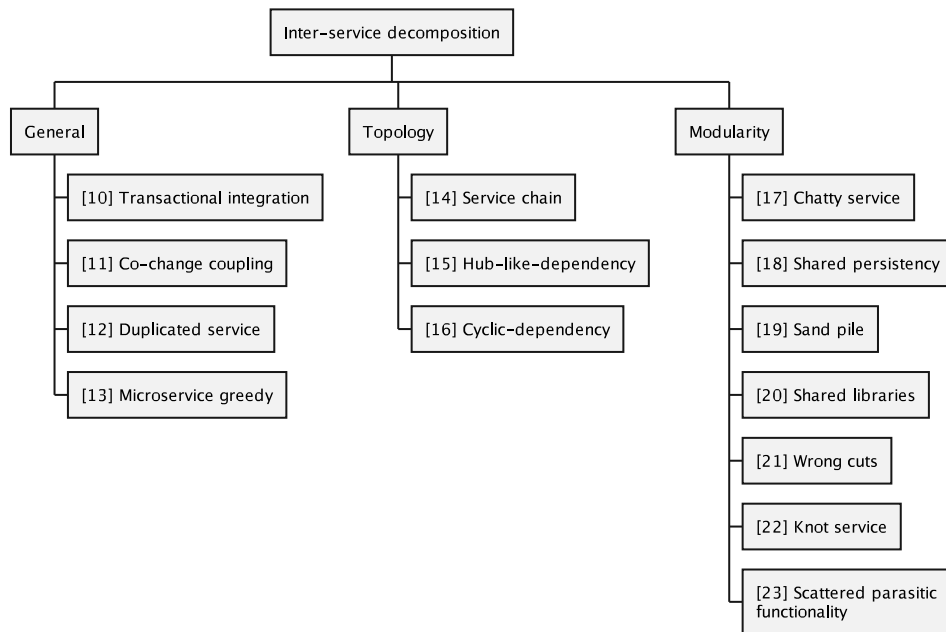 Inter-service decomposition
General
Topology
Modularity
[10] Transactional integration
[11] Co-change coupling
[12] Duplicated service
[13] Microservice greedy
[14] Service chain
[15] Hub-like-dependency
[16] Cyclic-dependency
[17] Chatty service
[18] Shared persistency
[19] Sand pile
[20] Shared libraries
[21] Wrong cuts
[22] Knot service
[23] Scattered parasitic
functionality